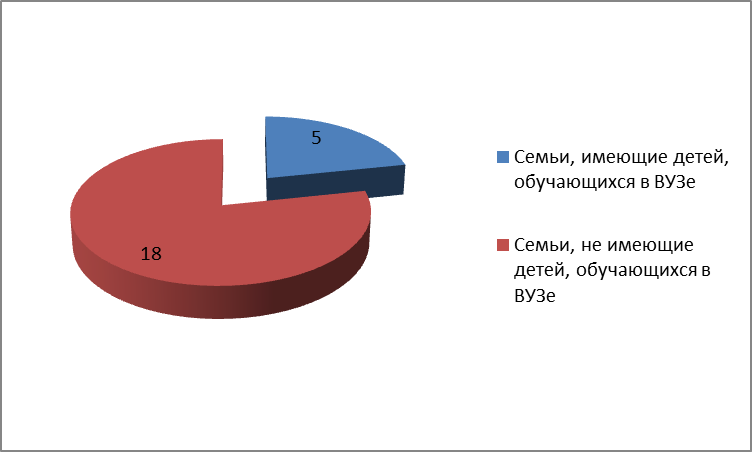 5
18
Семьи, имеющие детей,
обучающихся в ВУЗе
Семьи, не имеющие
детей, обучающихся в
ВУЗе